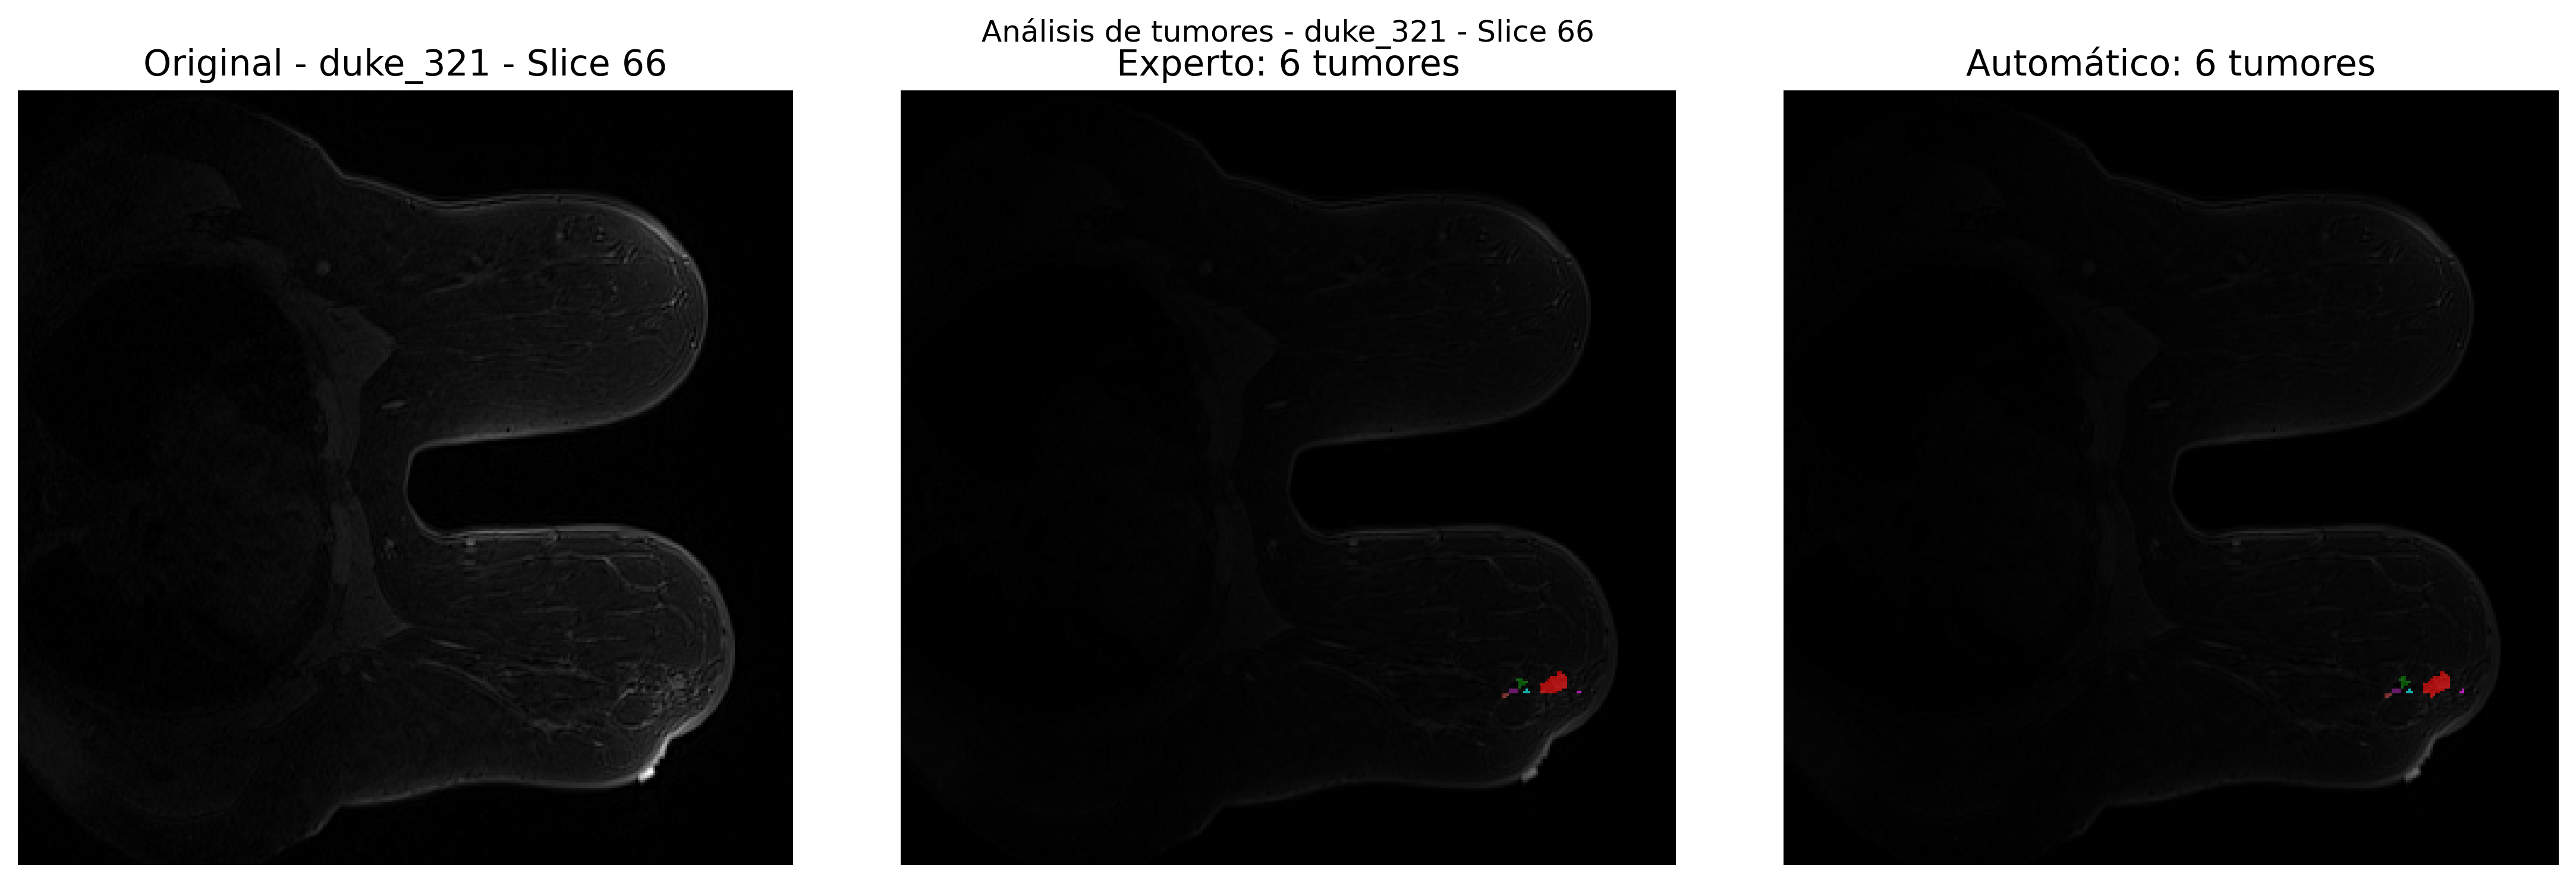 Análisis de tumores - duke_321 - Slice 66
Original - duke_321 - Slice 66
Experto: 6 tumores
Automático: 6 tumores